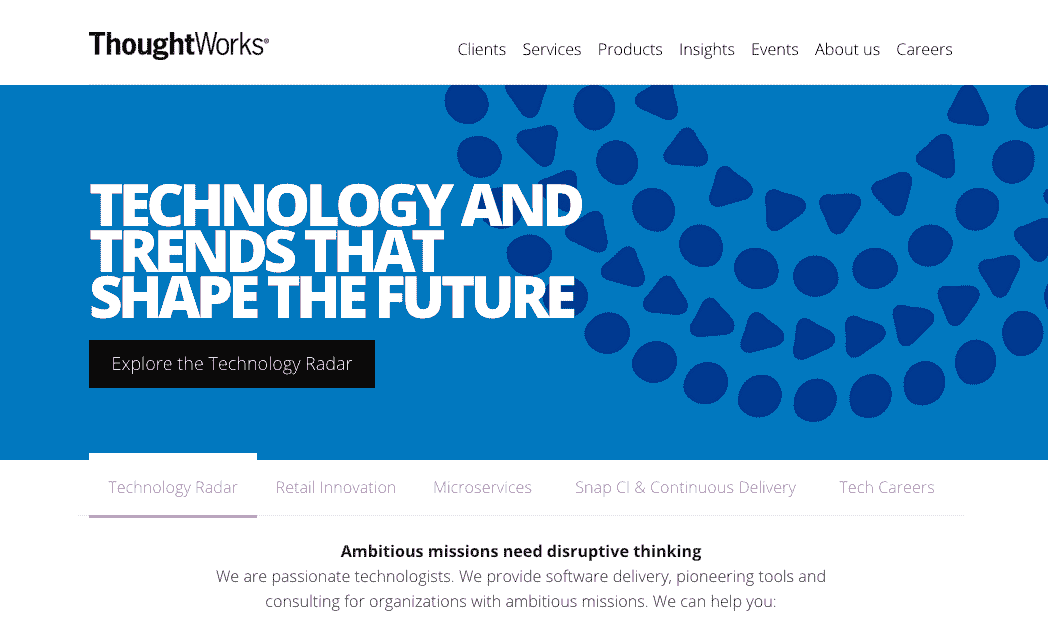 ThoughtWorks®
Clients Services Products Insights Events About us Careers
TECHNOLOGY AND
TRENDS THAT
SHAPE THE FUTURE
Explore the Technology Radar
Technology Radar Retail Innovation Microservices Snap CI & Continuous Delivery Tech Careers
Ambitious missions need disruptive thinking
We are passionate technologists. We provide software delivery, pioneering tools and
consulting for organizations with ambitious missions. We can help you: